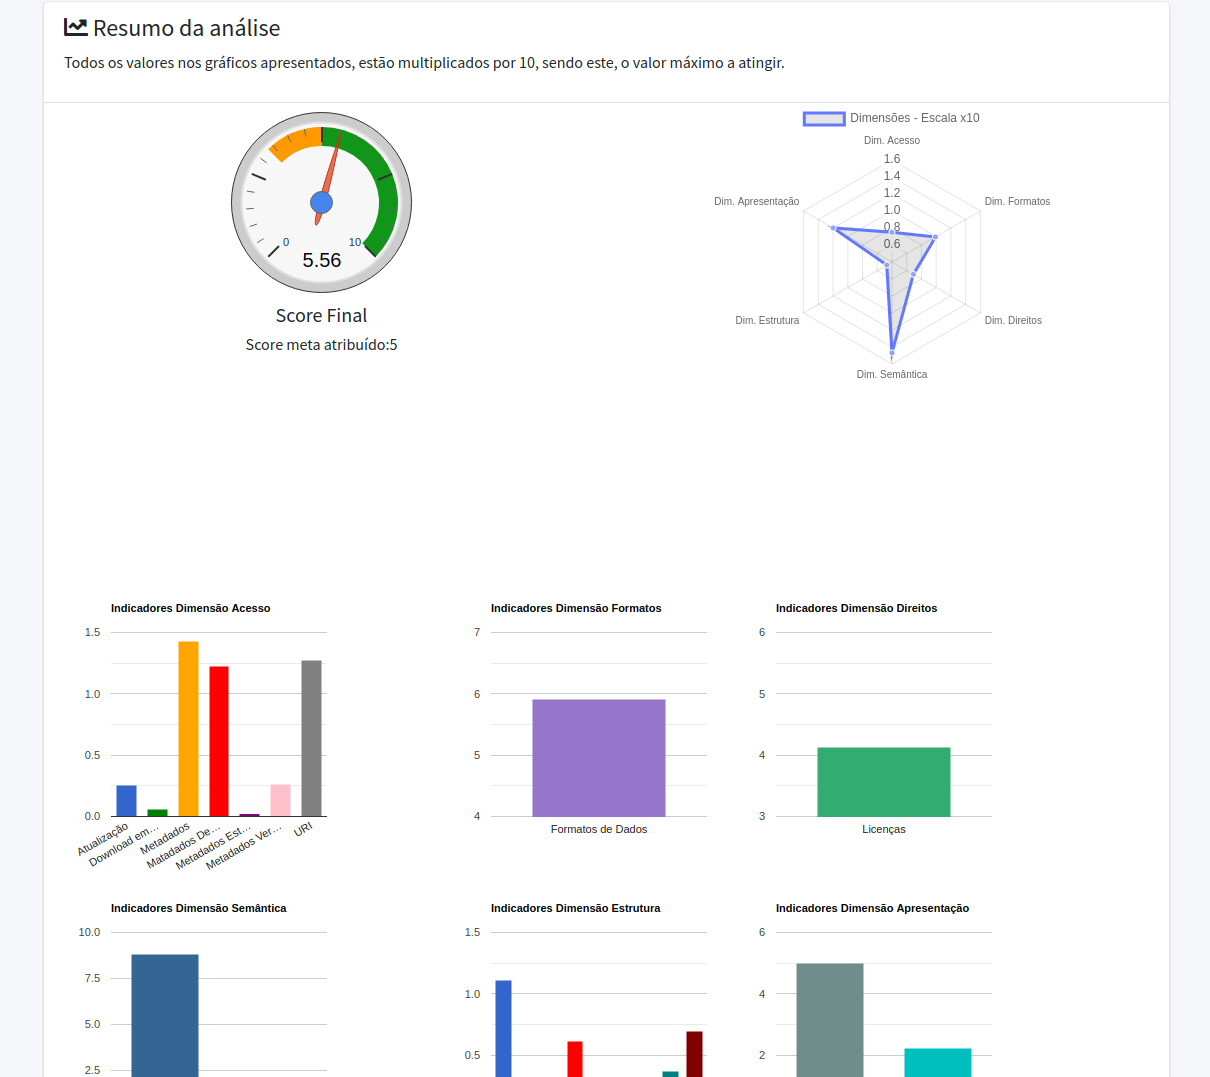 Resumo da análise
Todos os valores nos gráficos apresentados, estão multiplicados por 10, sendo este, o valor máximo a atingir.
0
10
5.56
Score Final
Score meta atribuído:5
Dimensões - Escala x10
Dim. Acesso
1.6
1.4
1.2
1.0
0.8
0.6
Dim. Apresentação
Dim. Formatos
Dim. Estrutura
Dim. Direitos
Dim. Semântica
Indicadores Dimensão Acesso
1.5
1.0
0.5
0.0
Atualização
Download em...
Metadados
Matadados De...
Metadados Est...
Metadados Ver...
URI
Indicadores Dimensão Formatos
7
6
5
4
Formatos de Dados
Indicadores Dimensão Direitos
6
5
4
3
Licenças
Indicadores Dimensão Semântica
10.0
7.5
5.0
2.5
Indicadores Dimensão Estrutura
1.5
1.0
0.5
Indicadores Dimensão Apresentação
6
4
2